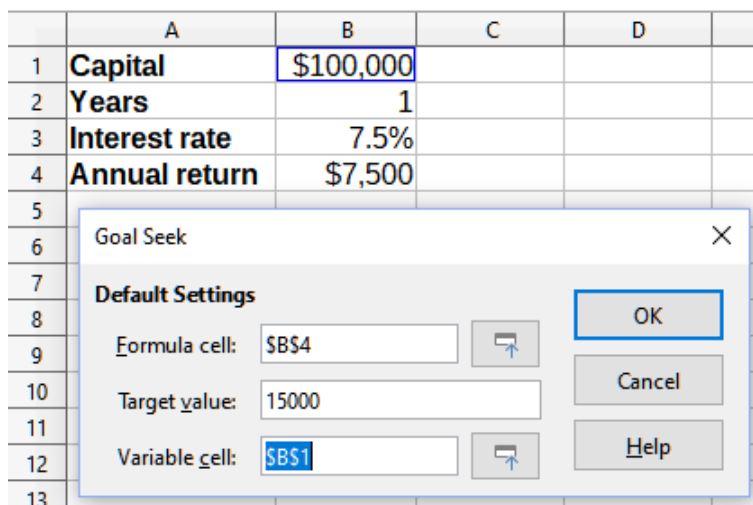 A B C D
1 Capital $100,000
2 Years 1
3 Interest rate 7.5%
4 Annual return $7,500
5
6 Goal Seek
7
Default Settings
8 OK
9 Formula cell: $B$4
10 Target value: 15000 Cancel
11
12 Variable cell: $B$1 Help
13